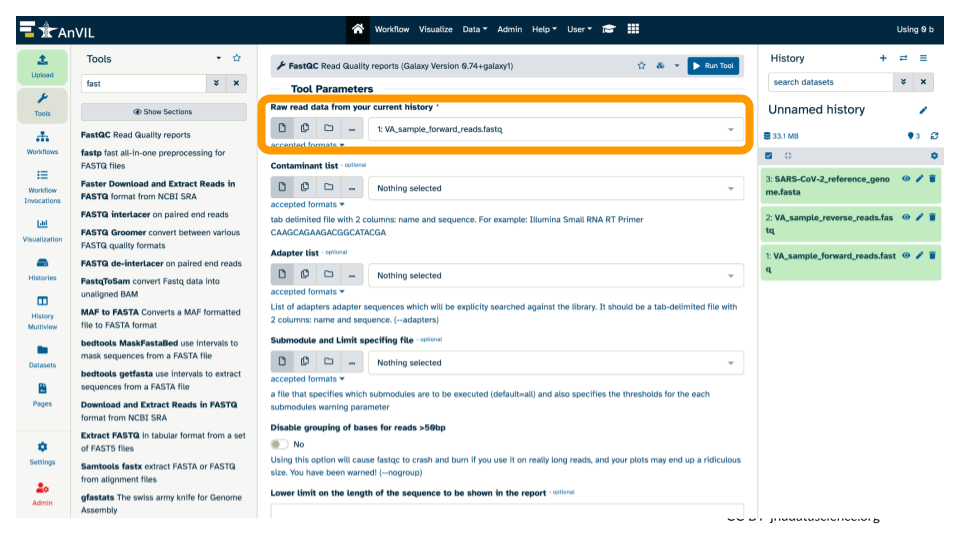 AnVIL
Workflow Visualize Data Admin Help User
Using 0 b
Upload
Tools
Workflows
Workflow
Invocations
Visualization
Histories
History
Multiview
Datasets
Pages
Settings
Admin
Tools
fast
Show Sections
FastQC Read Quality reports
fastp fast all-in-one preprocessing for
FASTQ files
Faster Download and Extract Reads in
FASTQ format from NCBI SRA
FASTQ interlacer on paired end reads
FASTQ Groomer convert between various
FASTQ quality formats
FASTQ de-interlacer on paired end reads
FastqToSam convert Fastq data into
unaligned BAM
MAF to FASTA Converts a MAF formatted
file to FASTA format
bedtools MaskFastaBed use intervals to
mask sequences from a FASTA file
bedtools getfasta use intervals to extract
sequences from a FASTA file
Download and Extract Reads in FASTQ
format from NCBI SRA
Extract FASTQ in tabular format from a set
of FAST5 files
Samtools fastx extract FASTA or FASTQ
from alignment files
gfastats The swiss army knife for Genome
Assembly
FastQC Read Quality reports (Galaxy Version 0.74+galaxy1)
Run Tool
Tool Parameters
Raw read data from your current history *
1: VA_sample_forward_reads.fastq
accepted formats
Contaminant list - optional
Nothing selected
accepted formats
tab delimited file with 2 columns: name and sequence. For example: Illumina Small RNA RT Primer
CAAGCAGAAGACGGCATACGA
Adapter list - optional
Nothing selected
accepted formats
List of adapters adapter sequences which will be explicity searched against the library. It should be a tab-delimited file with
2 columns: name and sequence. (--adapters)
Submodule and Limit specifing file - optional
Nothing selected
accepted formats
a file that specifies which submodules are to be executed (default=all) and also specifies the thresholds for the each
submodules warning parameter
Disable grouping of bases for reads >50bp
No
Using this option will cause fastqc to crash and burn if you use it on really long reads, and your plots may end up a ridiculous
size. You have been warned! (--nogroup)
Lower limit on the length of the sequence to be shown in the report - optional
History
search datasets
Unnamed history
33.1 MB
3
3: SARS-CoV-2_reference_geno
me.fasta
2: VA_sample_reverse_reads.fas
tq
1: VA_sample_forward_reads.fast
q
CC BY jhudatascience.org